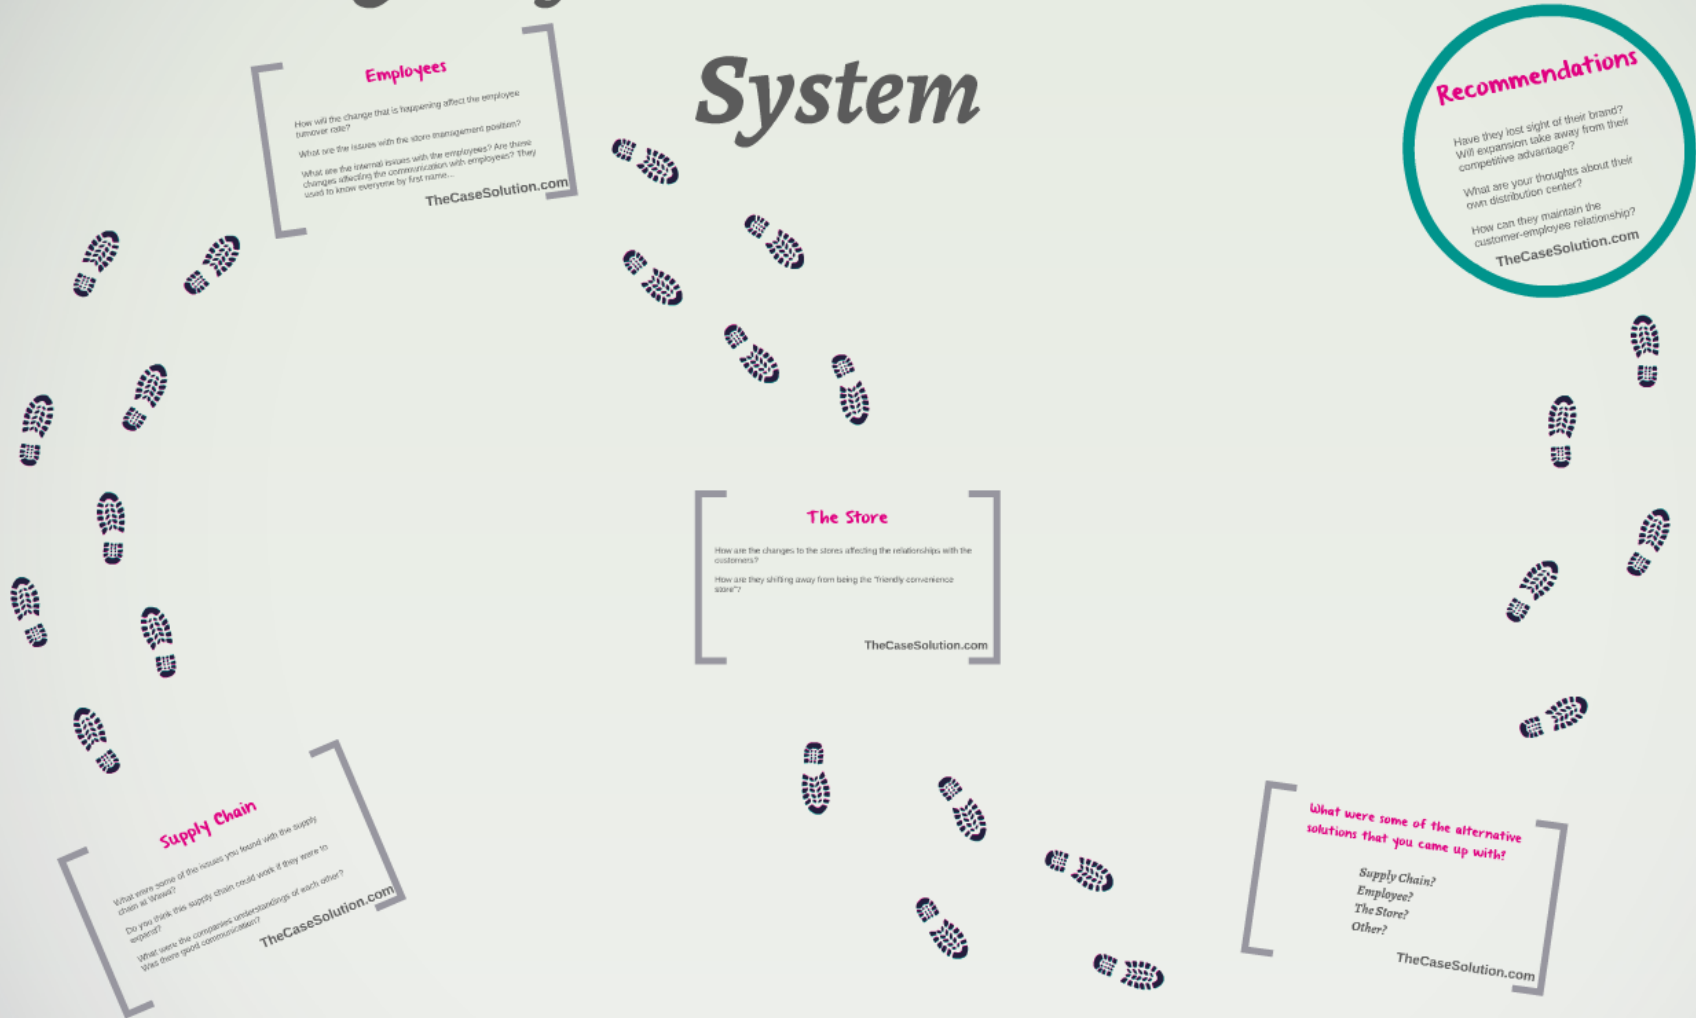 System
Employees
How will the change that is happening affect the employee
turnover rate?
What are the issues with the store management position?
What are the internal issues with the employees? Are these
changes affecting the communication with employees? They
used to know everyone by first name...
TheCaseSolution.com
Recommendations
Have they lost sight of their brand?
Will expansion take away from their
competitive advantage?
What are your thoughts about their
own distribution center?
How can they maintain the
customer-employee relationship?
TheCaseSolution.com
The Store
How are the changes to the stores affecting the relationships with the
customers?
How are they shifting away from being the "friendly convenience
store"?
TheCaseSolution.com
Supply Chain
What were some of the issues you found with the supply
chain at Wawa?
Do you think this supply chain could work if they were to
expand?
What were the companies understandings of each other?
Was there good communication?
TheCaseSolution.com
What were some of the alternative
solutions that you came up with?
Supply Chain?
Employee?
The Store?
Other?
TheCaseSolution.com